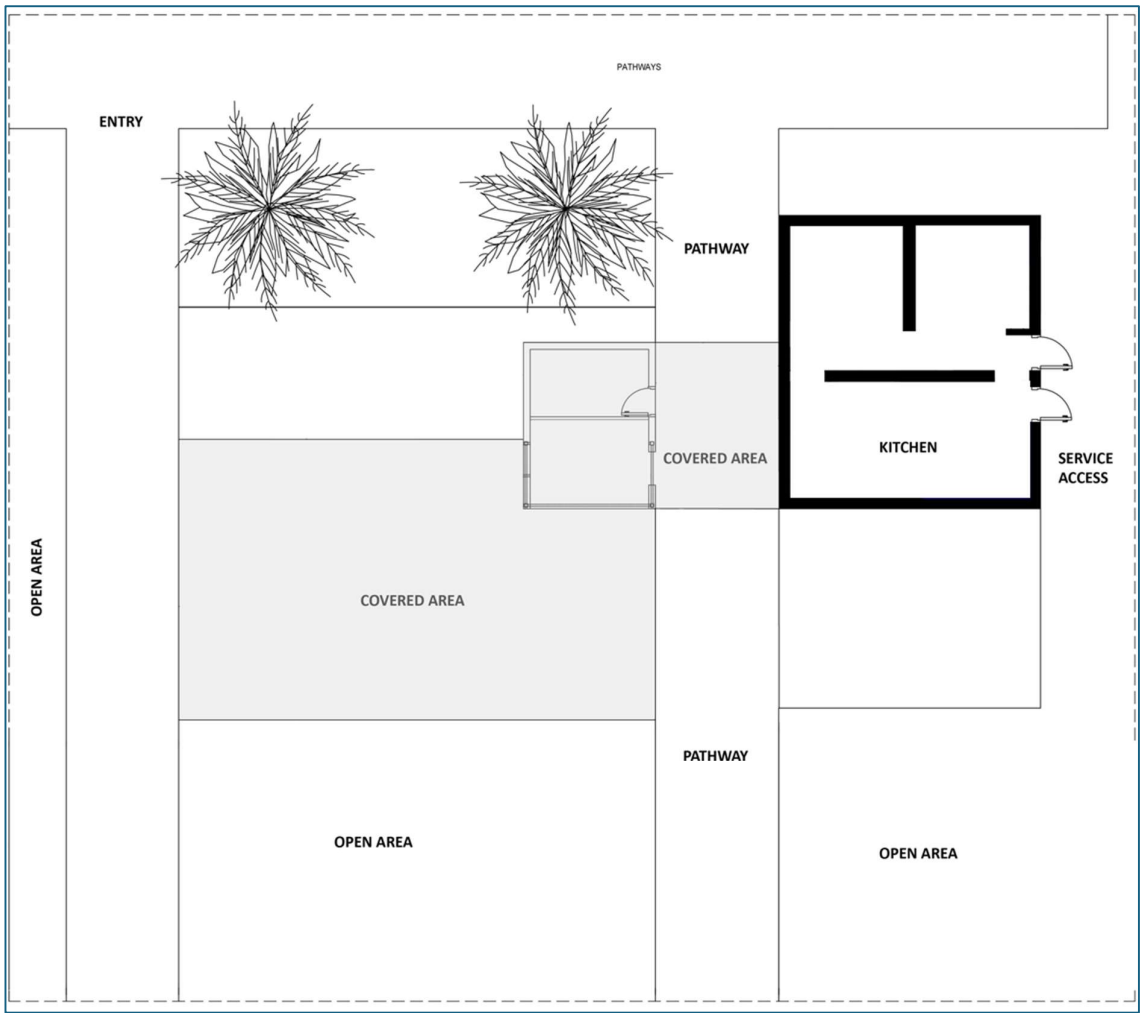 PATHWAYS
ENTRY
PATHWAY
KITCHEN
COVERED AREA
SERVICE
ACCESS
OPEN AREA
COVERED AREA
PATHWAY
OPEN AREA
OPEN AREA